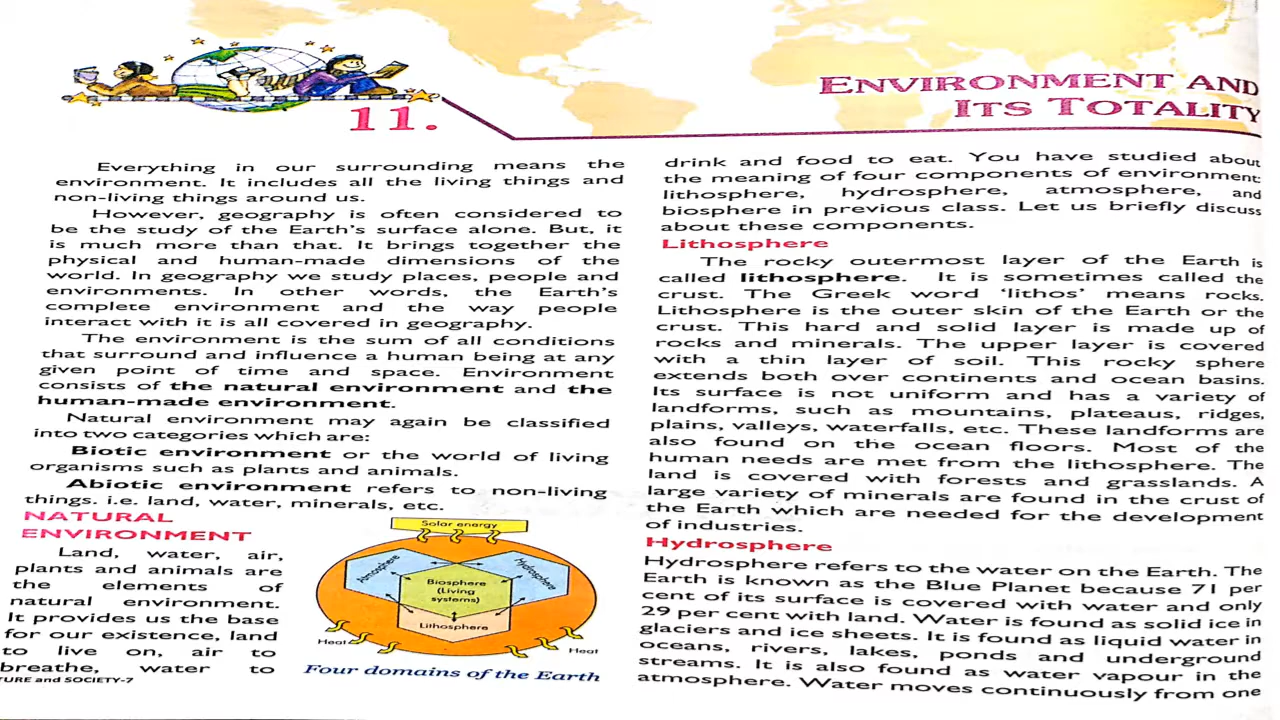 11.
ENVIRONMENT AND
ITS TOTALITY
Everything in our surrounding means the
environment. It includes all the living things and
non-living things around us.
However, geography is often considered to
be the study of the Earth's surface alone. But, it
is much more than that. It brings together the
physical and human-made dimensions of the
world. In geography we study places, people and
environments. In other words, the Earth's
complete environment and the way people
interact with it is all covered in geography.
The environment is the sum of all conditions
that surround and influence a human being at any
given point of time and space. Environment
consists of the natural environment and the
human-made environment.
Natural environment may again be classified
into two categories which are:
Biotic environment or the world of living
organisms such as plants and animals.
Abiotic environment refers to non-living
things. i.e. land, water, minerals, etc.
NATURAL
ENVIRONMENT
Land, water, air,
plants and animals are
the elements of
natural environment.
It provides us the base
for our existence, land
to live on, air to
breathe, water to
TURE and SOCIETY-7
Solar energy
Atmosphere
Hydrosphere
Biosphere
(Living
systems)
Lithosphere
Heat
Heat
Four domains of the Earth
drink and food to eat. You have studied about
the meaning of four components of environment:
lithosphere, hydrosphere, atmosphere, and
biosphere in previous class. Let us briefly discuss
about these components.
Lithosphere
The rocky outermost layer of the Earth is
called lithosphere. It is sometimes called the
crust. The Greek word 'lithos' means rocks.
Lithosphere is the outer skin of the Earth or the
crust. This hard and solid layer is made up of
rocks and minerals. The upper layer is covered
with a thin layer of soil. This rocky sphere
extends both over continents and ocean basins.
Its surface is not uniform and has a variety of
landforms, such as mountains, plateaus, ridges,
plains, valleys, waterfalls, etc. These landforms are
also found on the ocean floors. Most of the
human needs are met from the lithosphere. The
land is covered with forests and grasslands. A
large variety of minerals are found in the crust of
the Earth which are needed for the development
of industries.
Hydrosphere
Hydrosphere refers to the water on the Earth. The
Earth is known as the Blue Planet because 71 per
cent of its surface is covered with water and only
29 per cent with land. Water is found as solid ice in
glaciers and ice sheets. It is found as liquid water in
oceans, rivers, lakes, ponds and underground
streams. It is also found as water vapour in the
atmosphere. Water moves continuously from one